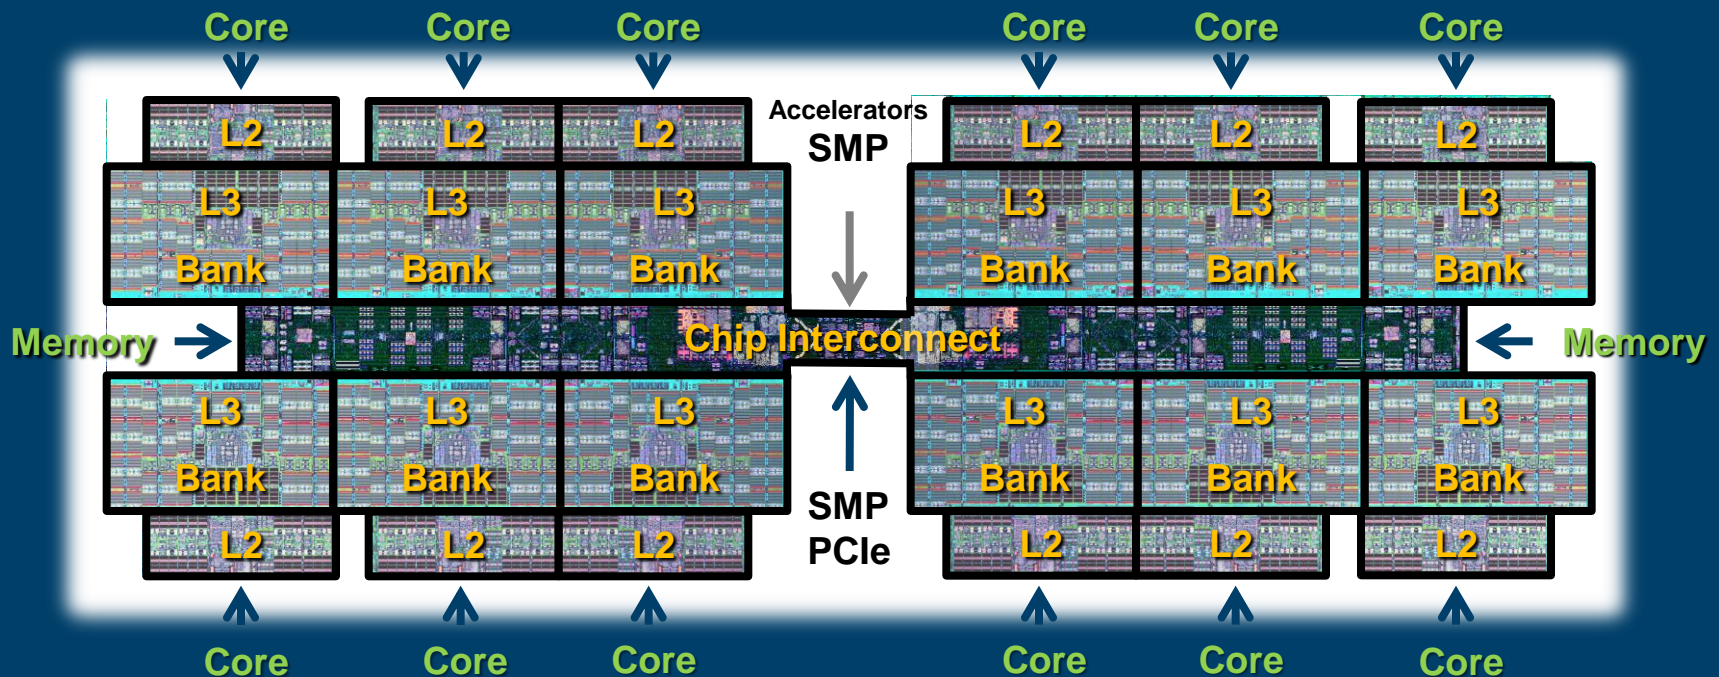 Core Core Core Core Core Core
Accelerators
SMP
L2 L2 L2 L2 L2 L2
L3 L3 L3 L3 L3 L3
Bank Bank Bank Bank Bank Bank
Memory Chip Interconnect Memory
L3 L3 L3 L3 L3 L3
Bank Bank Bank Bank Bank Bank
SMP
PCIe
L2 L2 L2 L2 L2 L2
Core Core Core Core Core Core